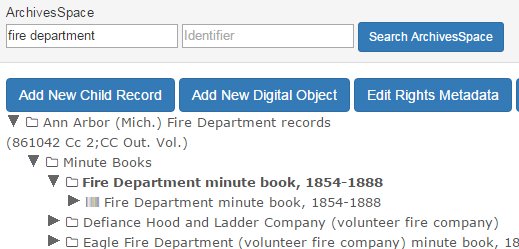 ArchivesSpace
fire department Identifier Search ArchivesSpace
Add New Child Record Add New Digital Object Edit Rights Metadata
Ann Arbor (Mich.) Fire Department records
(861042 Cc 2;CC Out. Vol.)
Minute Books
Fire Department minute book, 1854-1888
Fire Department minute book, 1854-1888
Defiance Hood and Ladder Company (volunteer fire company)
Eagle Fire Department (volunteer fire company) minute book, 18